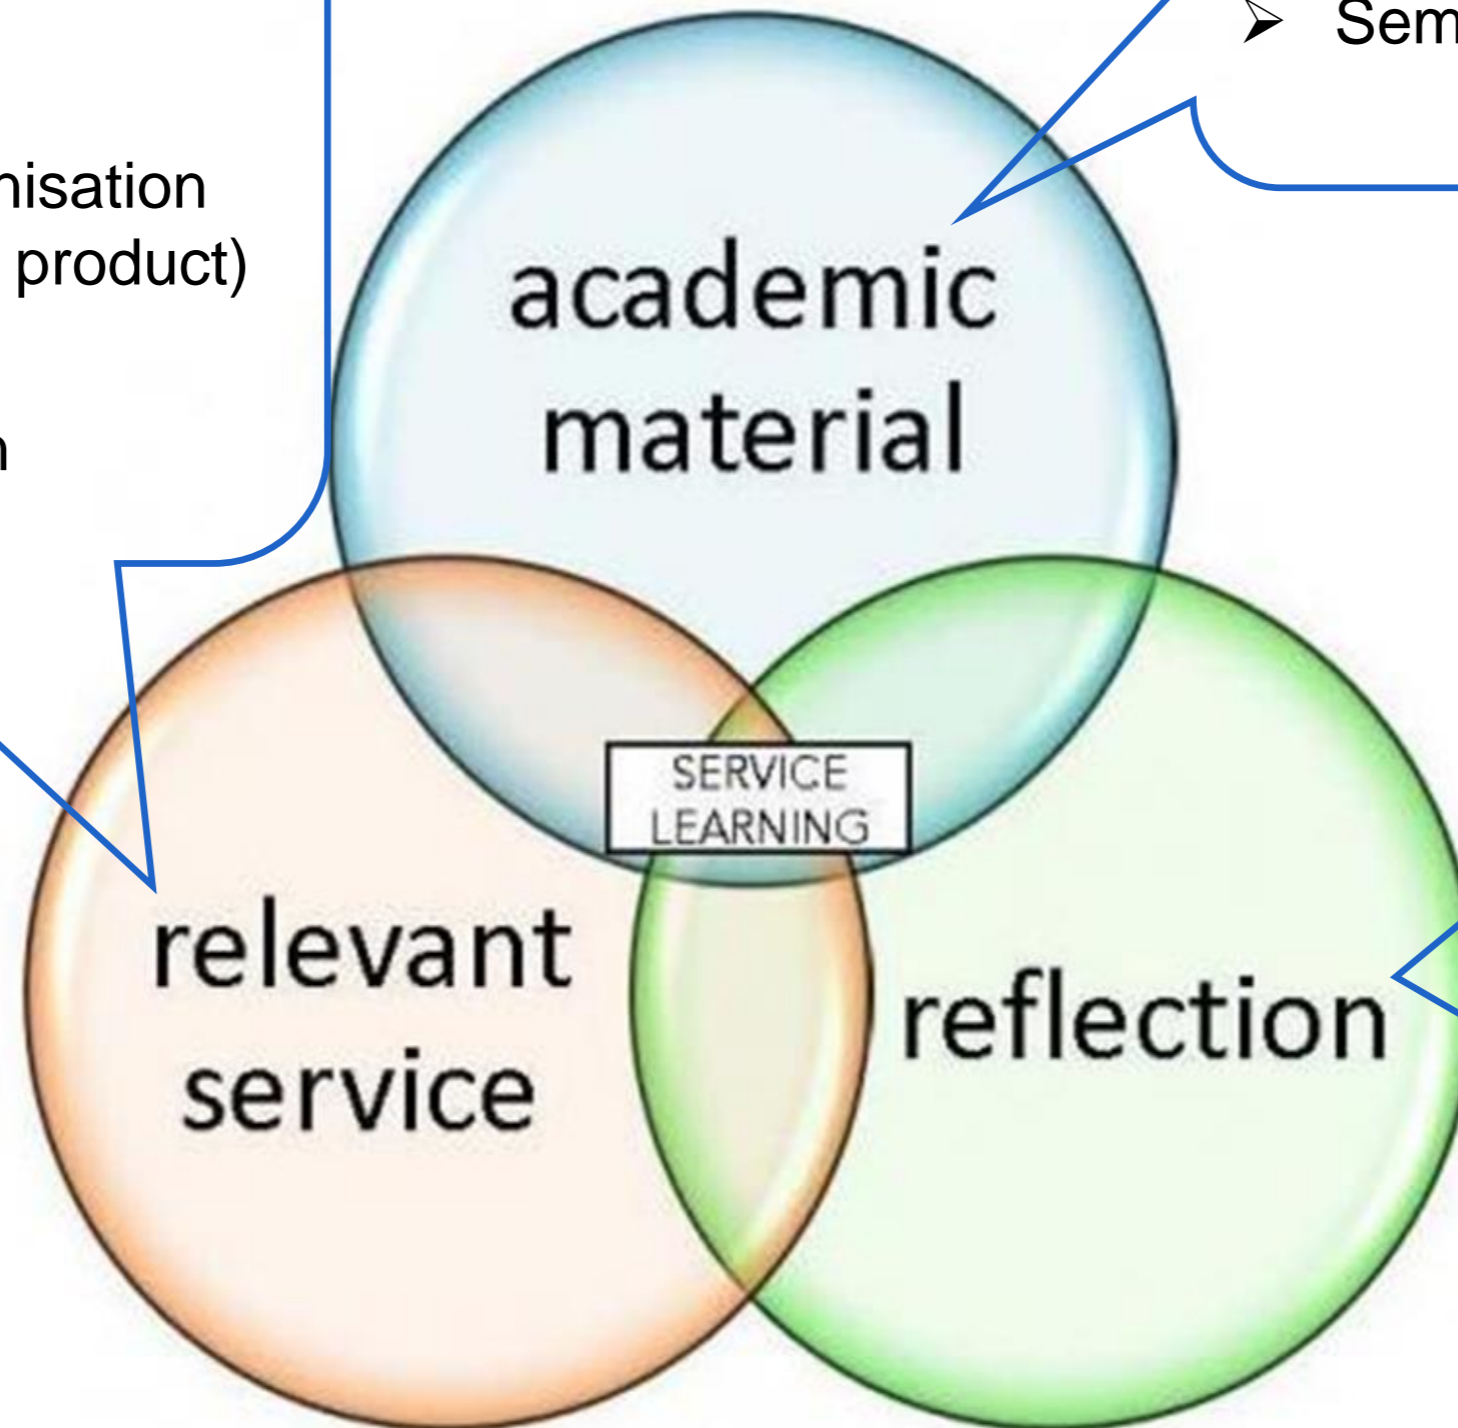 ➢ Sem
nisation
product)
n
academic
material
SERVICE
LEARNING
relevant
service
reflection